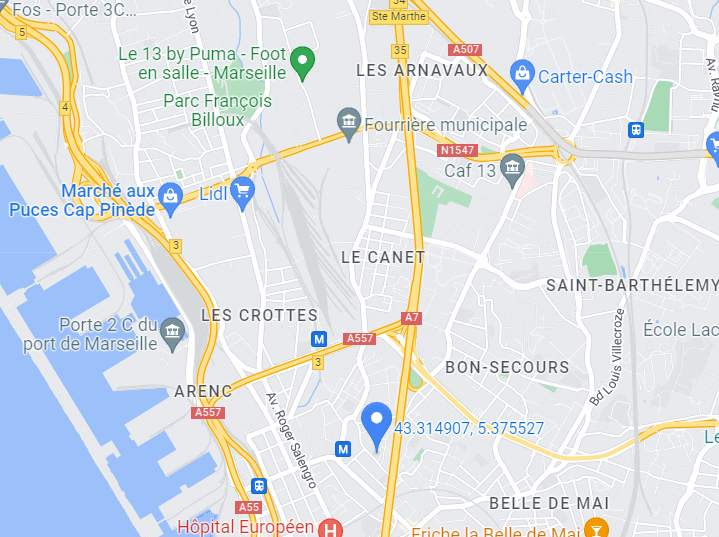 Fos - Porte 3C...
5
de Lyon
34
Ste Marthe
35
A507
Le 13 by Puma - Foot
en salle - Marseille
LES ARNAVAUX
Carter-Cash
4
Parc François
Billoux
Fourrière municipale
N1547
Caf 13
Marché aux
Puces Cap Pinède
Lidl
3
LE CANET
SAINT-BARTHÉLEMY
LES CROTTES
Porte 2 C du
port de Marseille
A7
M
A557
3
École Lac
Bd Louis Villecroze
BON-SECOURS
ARENC
A557
Av. Roger Salengro
43.314907, 5.375527
M
A55
BELLE DE MAI
Hôpital Européen
H
Friche la Belle de Mai